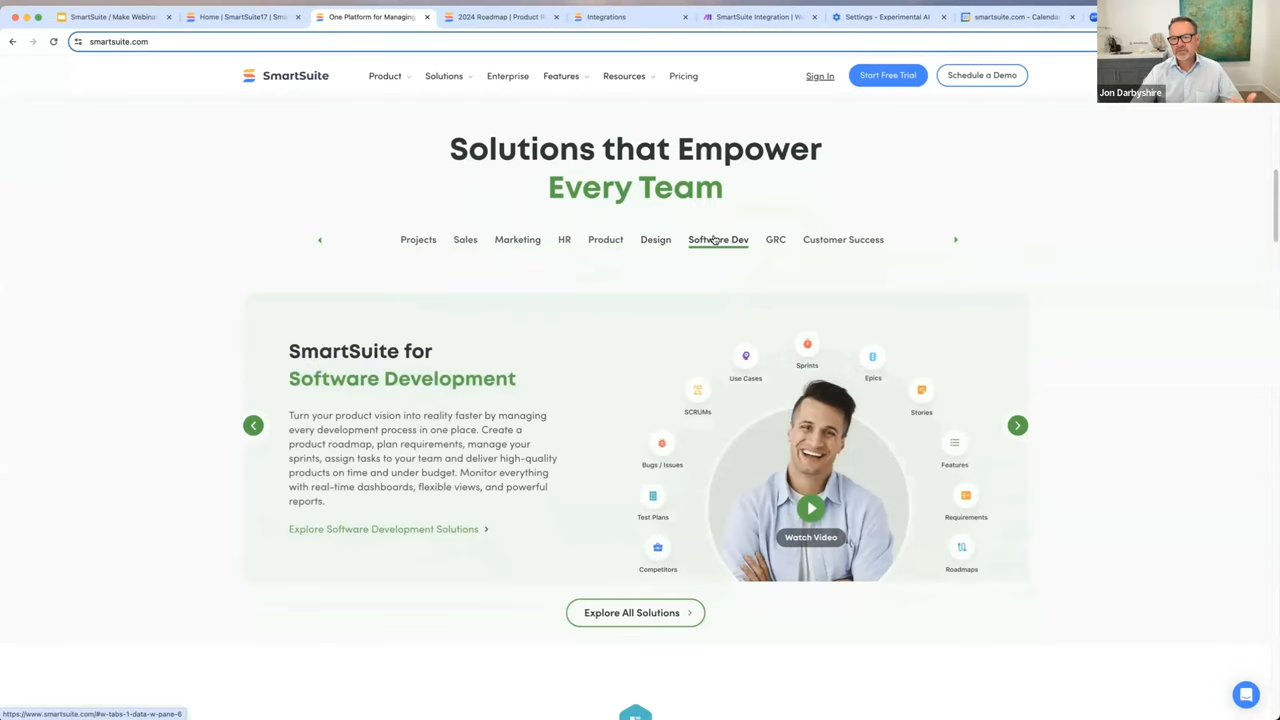 SmartSuite / Make Webinar
Home | SmartSuite17 | Sma
One Platform for Managing
2024 Roadmap | Product R
Integrations
SmartSuite Integration | W
Settings - Experimental AI
smartsuite.com - Calendar
smartsuite.com
SmartSuite
Product
Solutions
Enterprise
Features
Resources
Pricing
Sign In
Start Free Trial
Schedule a Demo
Jon Darbyshire
Solutions that Empower
Every Team
Projects
Sales
Marketing
HR
Product
Design
Software Dev
GRC
Customer Success
SmartSuite for
Software Development
Turn your product vision into reality faster by managing
every development process in one place. Create a
product roadmap, plan requirements, manage your
sprints, assign tasks to your team and deliver high-quality
products on time and under budget. Monitor everything
with real-time dashboards, flexible views, and powerful
reports.
Explore Software Development Solutions
Sprints
Use Cases
Epics
SCRUMs
Stories
Bugs / Issues
Features
Test Plans
Requirements
Competitors
Roadmaps
Watch Video
Explore All Solutions
https://www.smartsuite.com/#w-tabs-1-data-w-pane-6